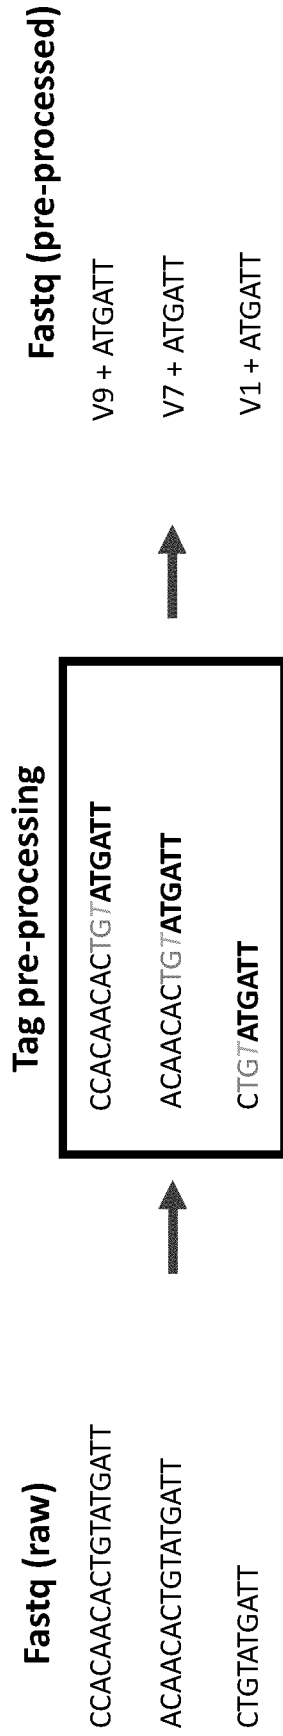 Fastq (raw)
CCACAACACTGTATGATT
ACAACACTGTATGATT
CTGTATGATT
Tag pre-processing
CCACAACACTGTATGATT
ACAACACTGTATGATT
CTGTATGATT
Fastq (pre-processed)
V9 + ATGATT
V7 + ATGATT
V1 + ATGATT